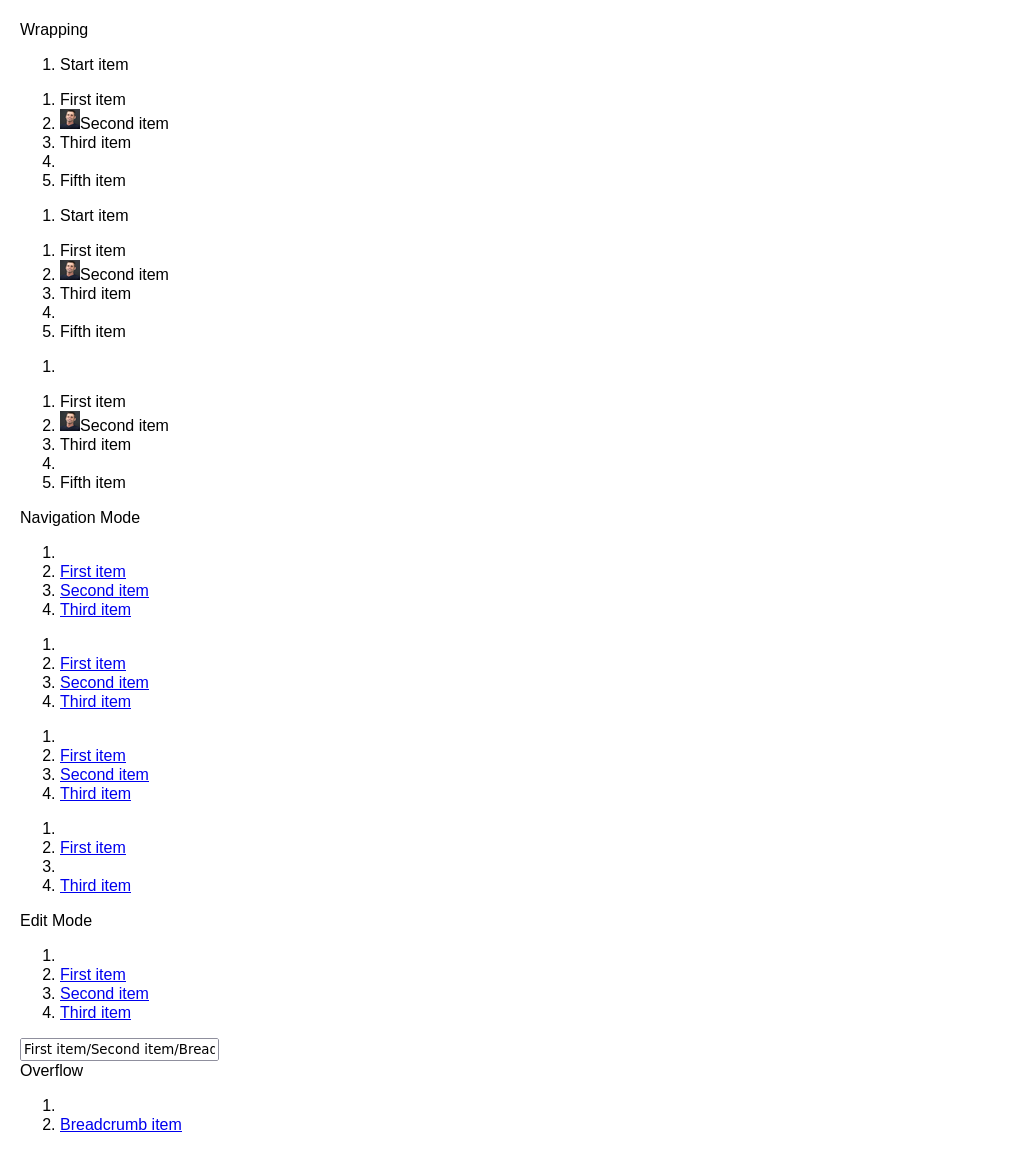 Wrapping
1. Start item
1. First item
2. Second item
3. Third item
4.
5. Fifth item
1. Start item
1. First item
2. Second item
3. Third item
4.
5. Fifth item
1.
1. First item
2. Second item
3. Third item
4.
5. Fifth item
Navigation Mode
1.
2. First item
3. Second item
4. Third item
1.
2. First item
3. Second item
4. Third item
1.
2. First item
3. Second item
4. Third item
1.
2. First item
3.
4. Third item
Edit Mode
1.
2. First item
3. Second item
4. Third item
First item/Second item/Breac
Overflow
1.
2. Breadcrumb item